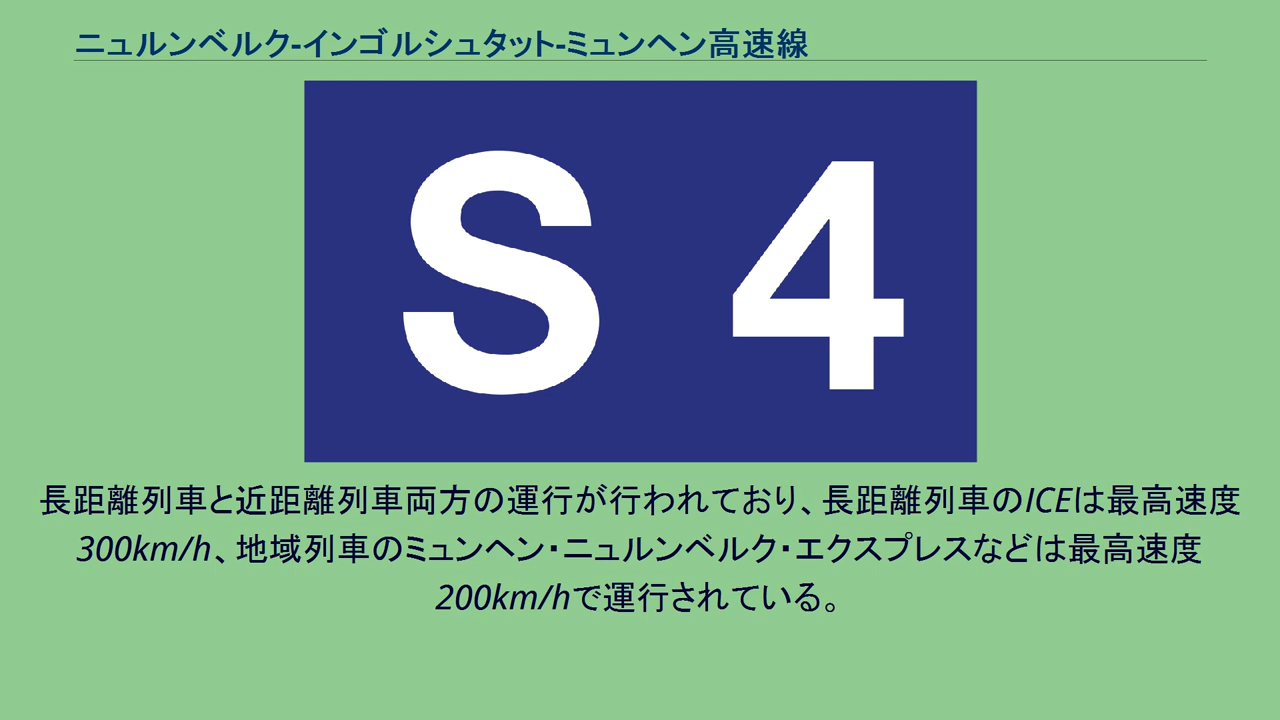 ニュルンベルク-インゴルシュタット-ミュンヘン高速線
S 4
長距離列車と近距離列車両方の運行が行われており、長距離列車のICEは最高速度
300km/h、地域列車のミュンヘン・ニュルンベルク・エクスプレスなどは最高速度
200km/hで運行されている。